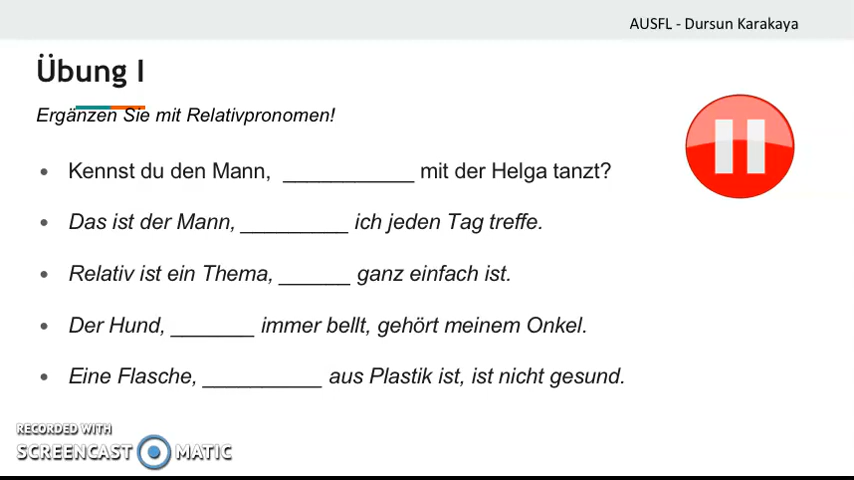 AUSFL - Dursun Karakaya
Übung I
Ergänzen Sie mit Relativpronomen!
• Kennst du den Mann, ___________ mit der Helga tanzt?
• Das ist der Mann, _________ ich jeden Tag treffe.
• Relativ ist ein Thema, ______ ganz einfach ist.
• Der Hund, _______ immer bellt, gehört meinem Onkel.
• Eine Flasche, __________ aus Plastik ist, ist nicht gesund.
RECORDED WITH
SCREENCAST MATIC